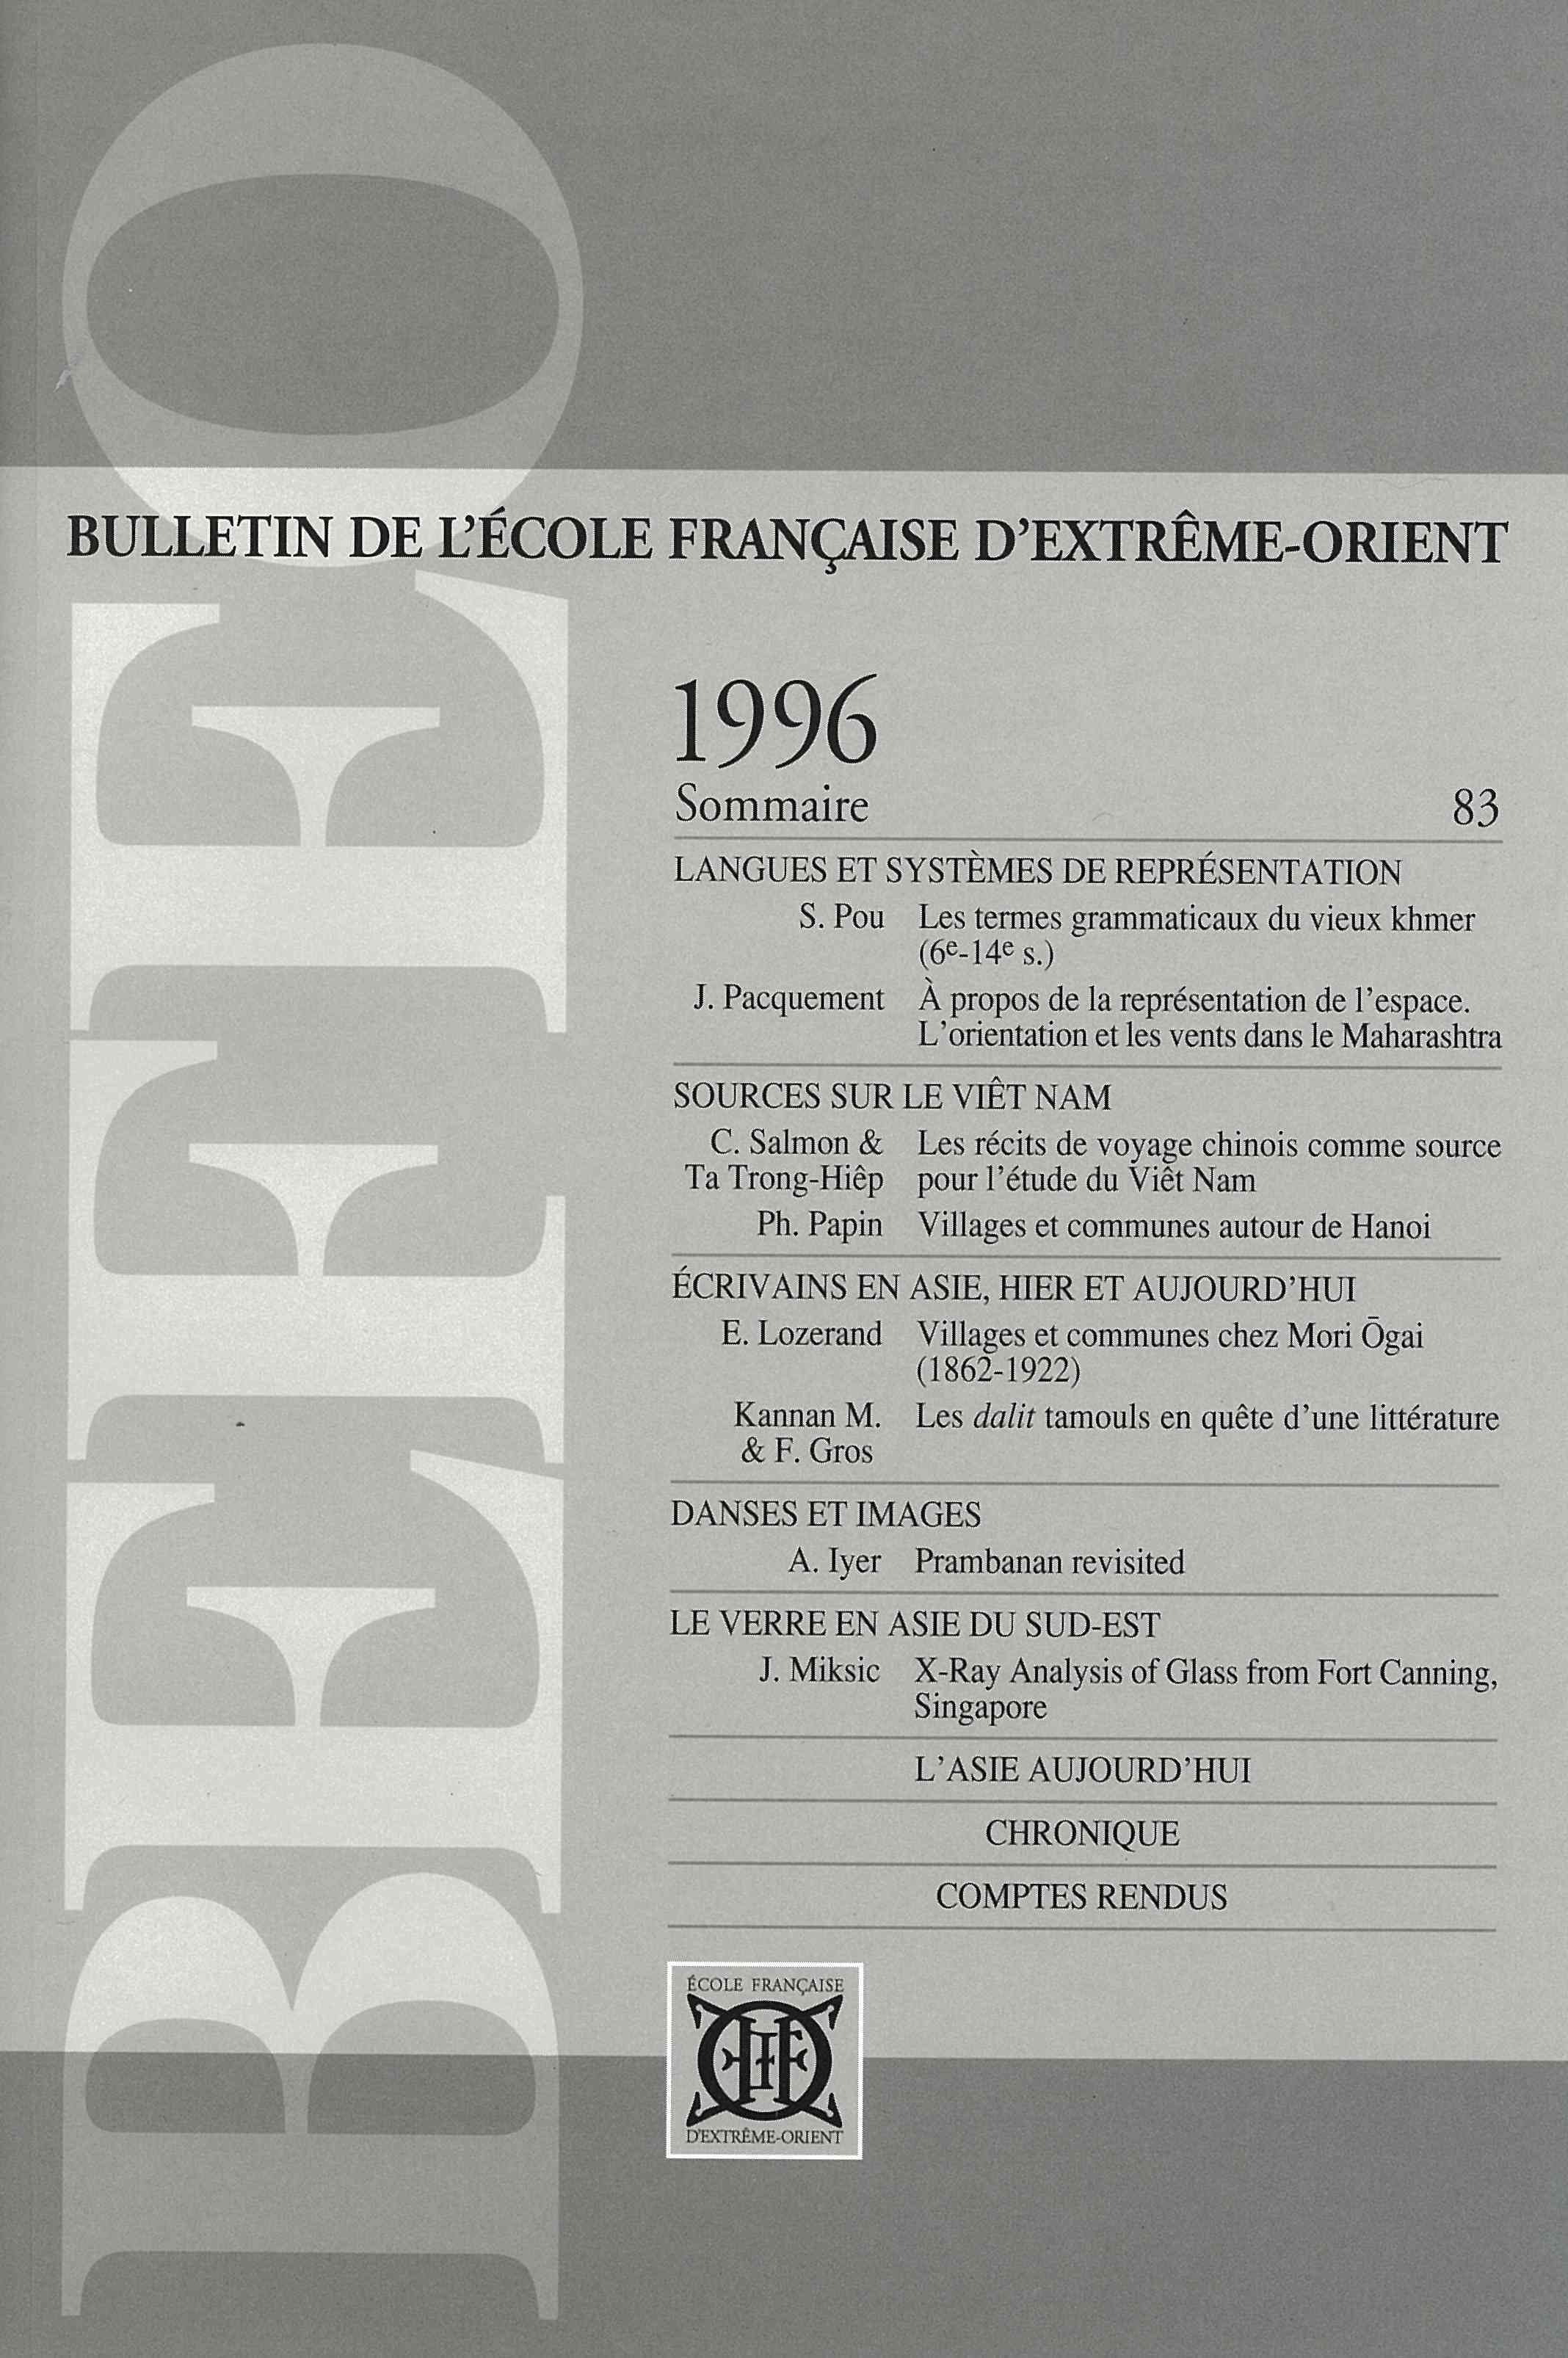 BEFEO
BULLETIN DE L'ÉCOLE FRANÇAISE D'EXTRÊME-ORIENT
1996
Sommaire 83
LANGUES ET SYSTÈMES DE REPRÉSENTATION
S. Pou Les termes grammaticaux du vieux khmer
(6e-14e s.)
J. Pacquement À propos de la représentation de l'espace.
L'orientation et les vents dans le Maharashtra
SOURCES SUR LE VIÊT NAM
C. Salmon & Les récits de voyage chinois comme source
Ta Trong-Hiêp pour l'étude du Viêt Nam
Ph. Papin Villages et communes autour de Hanoi
ÉCRIVAINS EN ASIE, HIER ET AUJOURD'HUI
E. Lozerand Villages et communes chez Mori Ōgai
(1862-1922)
Kannan M. Les dalit tamouls en quête d'une littérature
& F. Gros
DANSES ET IMAGES
A. Iyer Prambanan revisited
LE VERRE EN ASIE DU SUD-EST
J. Miksic X-Ray Analysis of Glass from Fort Canning,
Singapore
L'ASIE AUJOURD'HUI
CHRONIQUE
COMPTES RENDUS
ÉCOLE FRANÇAISE
D'EXTRÊME-ORIENT